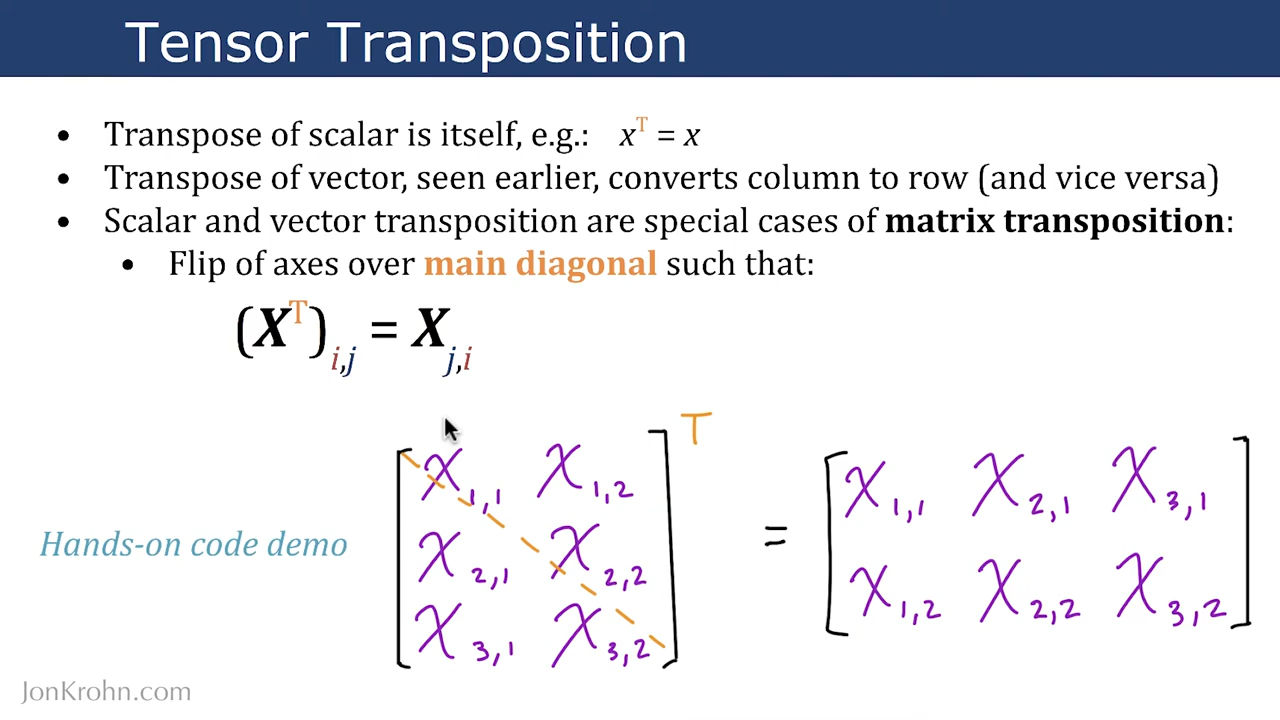 Tensor Transposition
• Transpose of scalar is itself, e.g.: xᵀ = x
• Transpose of vector, seen earlier, converts column to row (and vice versa)
• Scalar and vector transposition are special cases of matrix transposition:
• Flip of axes over main diagonal such that:
(Xᵀ)i,j = Xj,i
T
x1,1 x1,2 x1,1 x2,1 x3,1
Hands-on code demo x2,1 x2,2 = x1,2 x2,2 x3,2
x3,1 x3,2
JonKrohn.com